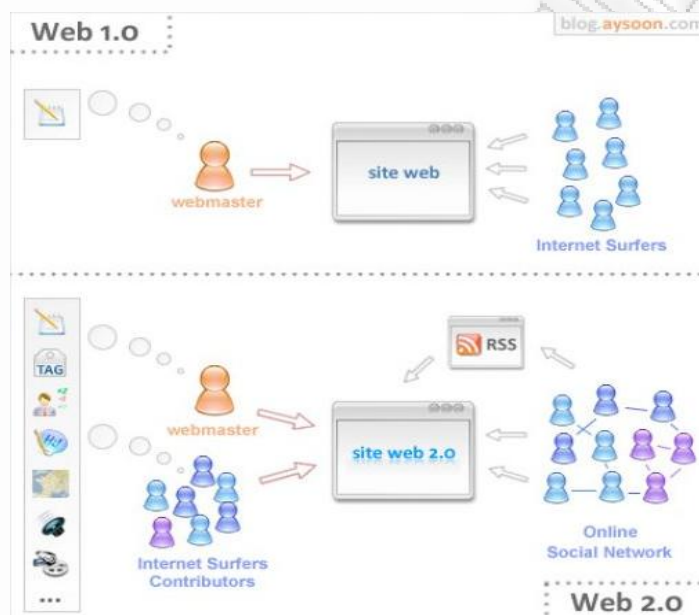 Web 1.0
blog.aysoon.com
site web
webmaster
Internet Surfers
TAG
RSS
webmaster
site web 2.0
Internet Surfers
Contributors
Online
Social Network
...
Web 2.0